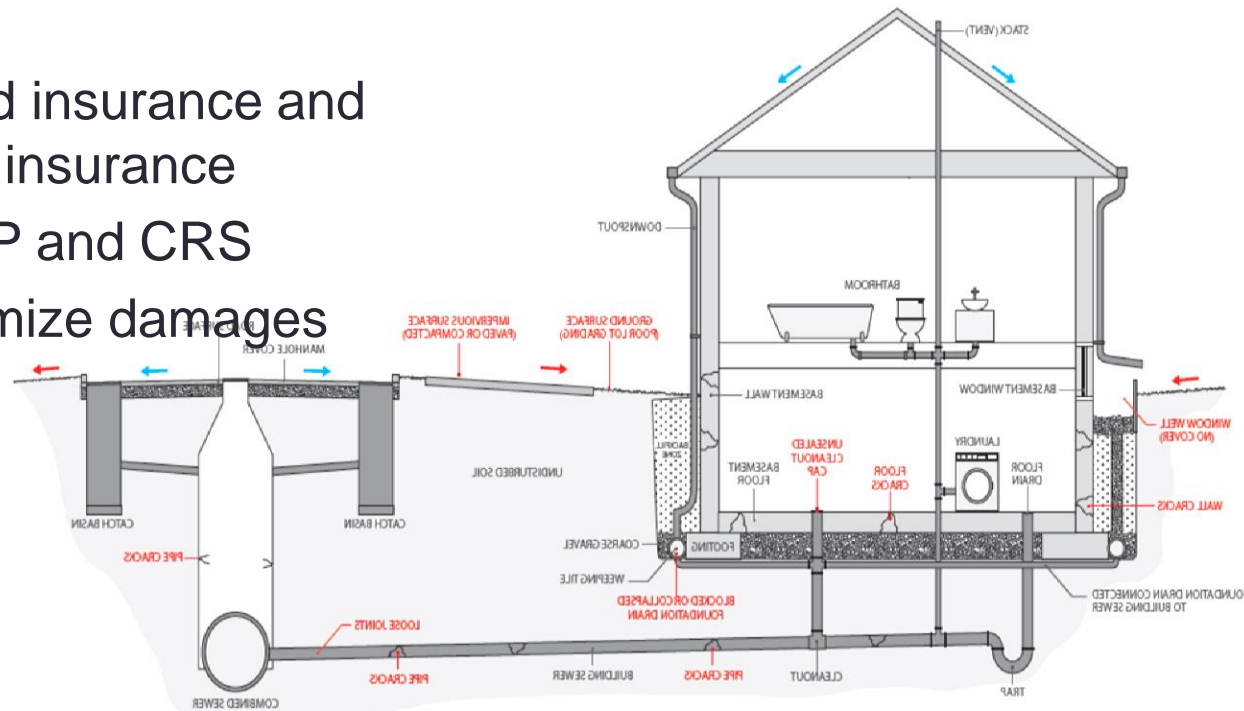 d insurance and
insurance
P and CRS
mize damages
STACK (VENT)
DOWNSPOUT
BATHROOM
ROAD SURFACE
MANHOLE COVER
IMPERVIOUS SURFACE
(PAVED OR COMPACTED)
GROUND SURFACE
(POOR LOT GRADING)
BASEMENT WALL
BASEMENT WINDOW
WINDOW WELL
(NO COVER)
BACKFILL
ZONE
UNDISTURBED SOIL
BASEMENT
FLOOR
UNSEALED
CLEANOUT
CAP
FLOOR
CRACKS
LAUNDRY
FLOOR
DRAIN
WALL CRACKS
CATCH BASIN
CATCH BASIN
PIPE CRACKS
COARSE GRAVEL
FOOTING
WEEPING TILE
BLOCKED OR COLLAPSED
FOUNDATION DRAIN
OUNDATION DRAIN CONNECTED
TO BUILDING SEWER
LOOSE JOINTS
PIPE CRACKS
BUILDING SEWER
PIPE CRACKS
CLEANOUT
TRAP
COMBINED SEWER